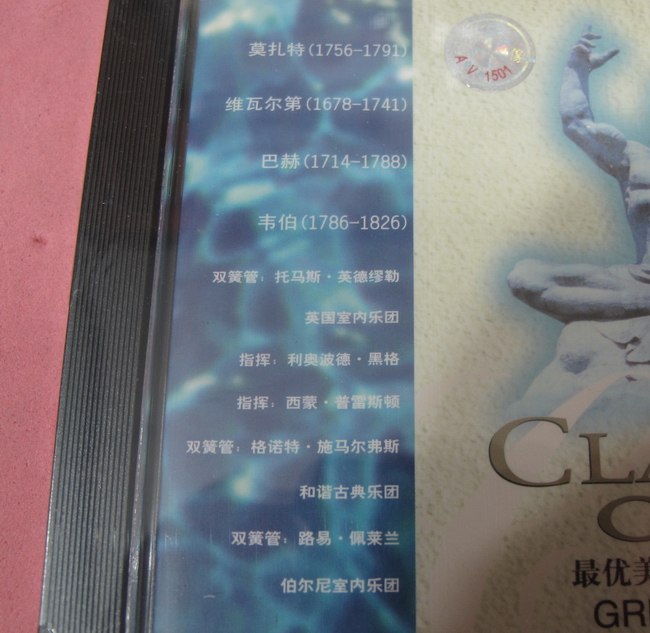 莫扎特(1756-1791)
维瓦尔第(1678-1741)
巴赫(1714-1788)
韦伯(1786-1826)
双簧管：托马斯·英德缪勒
英国室内乐团
指挥：利奥波德·黑格
指挥：西蒙·普雷斯顿
双簧管：格诺特·施马尔弗斯
和谐古典乐团
双簧管：路易·佩莱兰
伯尔尼室内乐团
AV 1501
CLA
最优美
GR